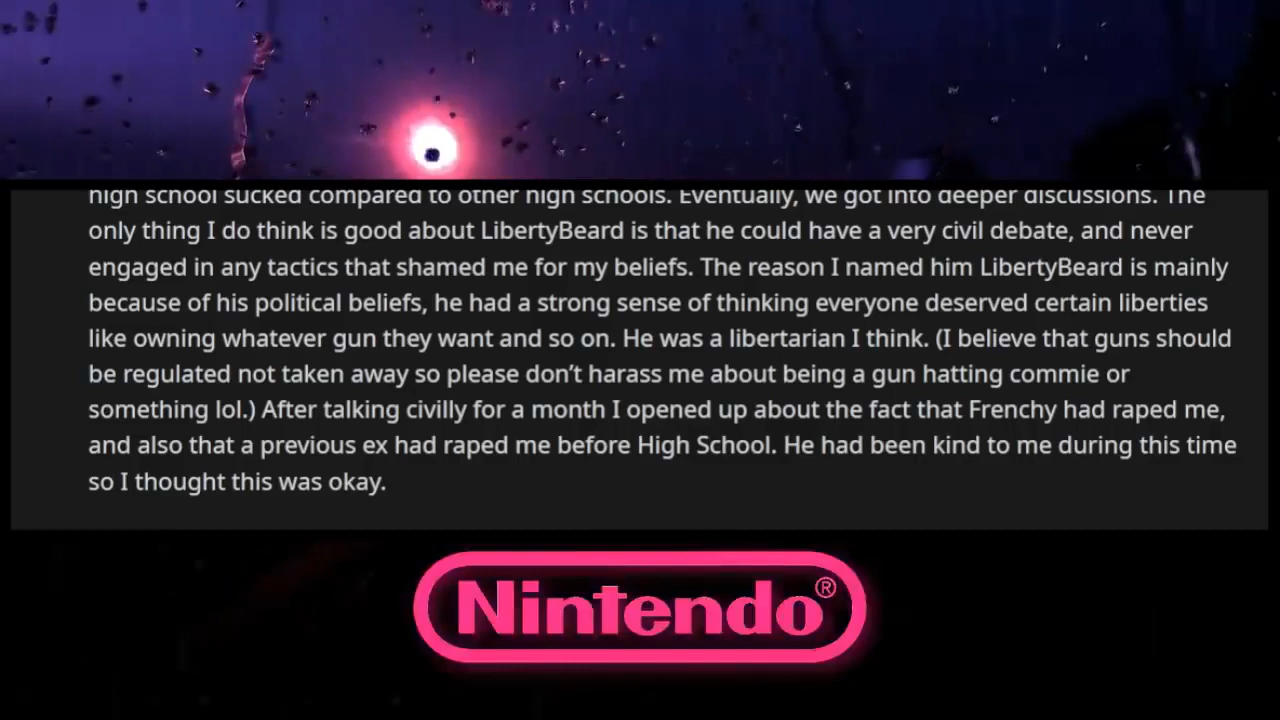 high school sucked compared to other high schools. Eventually, we got into deeper discussions. The
only thing I do think is good about LibertyBeard is that he could have a very civil debate, and never
engaged in any tactics that shamed me for my beliefs. The reason I named him LibertyBeard is mainly
because of his political beliefs, he had a strong sense of thinking everyone deserved certain liberties
like owning whatever gun they want and so on. He was a libertarian I think. (I believe that guns should
be regulated not taken away so please don’t harass me about being a gun hatting commie or
something lol.) After talking civilly for a month I opened up about the fact that Frenchy had raped me,
and also that a previous ex had raped me before High School. He had been kind to me during this time
so I thought this was okay.
Nintendo®